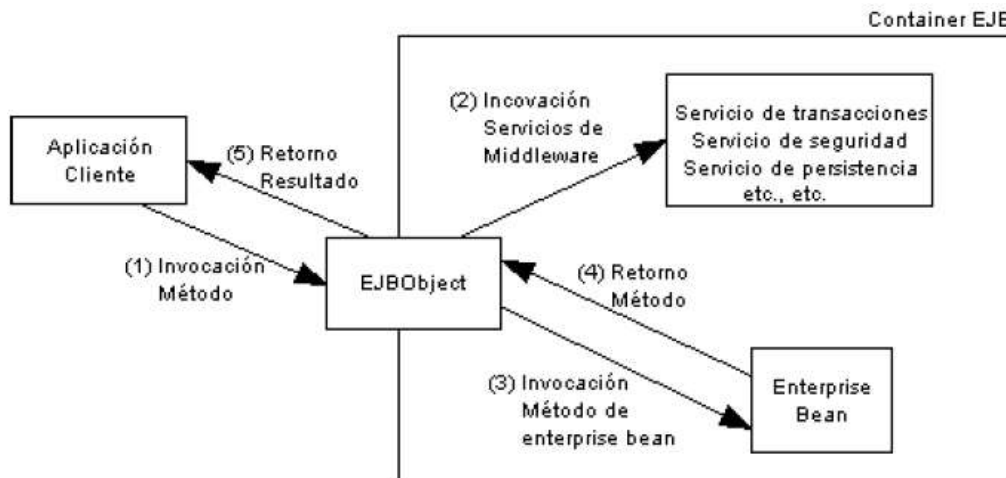 Container EJB
(2) Incovación
Servicios de
Middleware
Servicio de transacciones
Servicio de seguridad
Servicio de persistencia
etc., etc.
Aplicación
Cliente
(5) Retorno
Resultado
(1) Invocación
Método
EJBObject
(4) Retorno
Método
(3) Invocación
Método de
enterprise bean
Enterprise
Bean